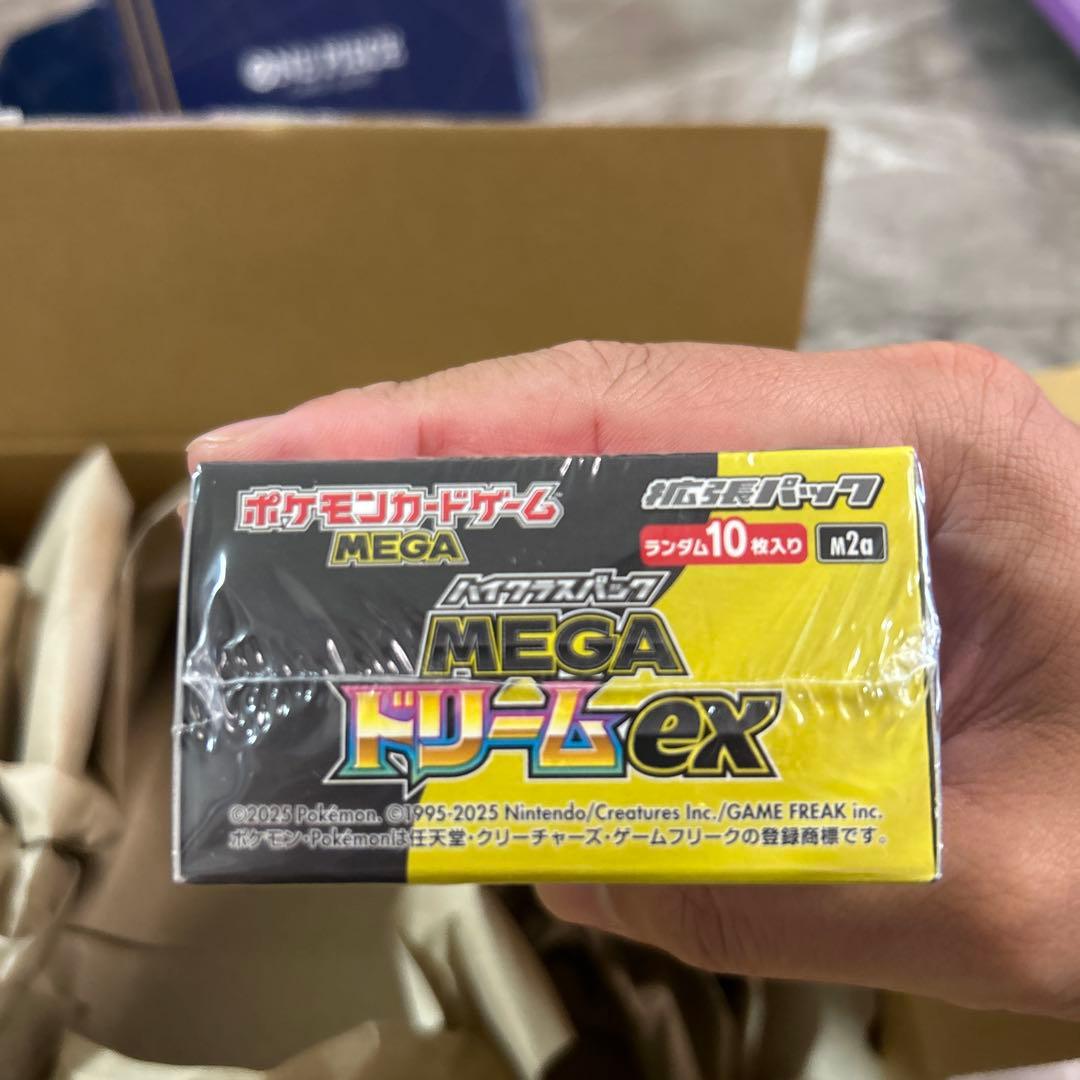 ポケモンカードゲーム
MEGA
拡張パック
ランダム10枚入り
M2a
ハイクラスパック
MEGA
ドリームex
©2025 Pokémon. ©1995-2025 Nintendo/Creatures Inc./GAME FREAK inc.
ポケモン・Pokémonは任天堂・クリーチャーズ・ゲームフリークの登録商標です。